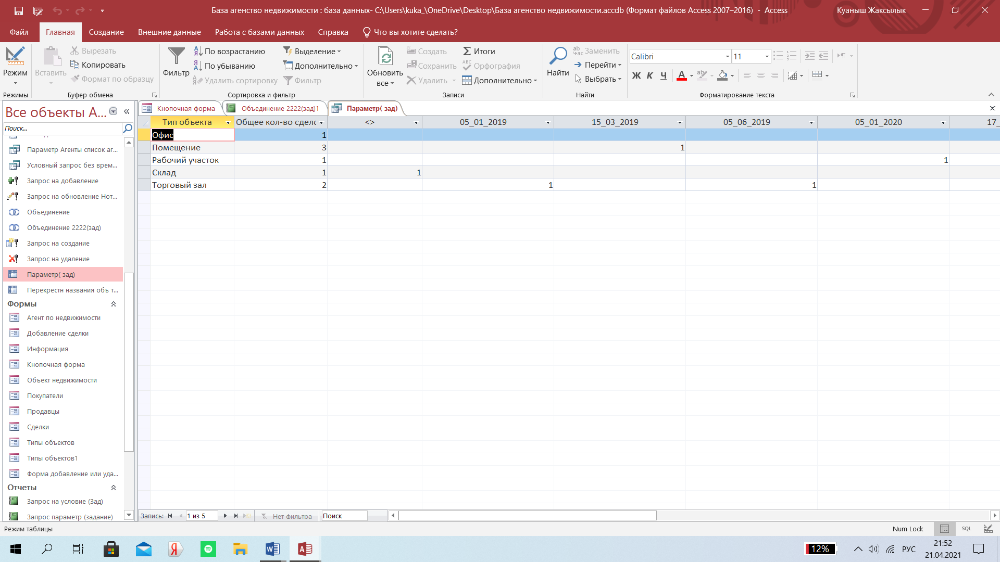 База агенство недвижимости : база данных- C:\Users\kuka_\OneDrive\Desktop\База агенство недвижимости.accdb (Формат файлов Access 2007–2016) - Access
Куаныш Жаксылык
Файл Главная Создание Внешние данные Работа с базами данных Справка Что вы хотите сделать?
Режим
Режимы
Вставить
Вырезать
Копировать
Формат по образцу
Буфер обмена
Фильтр
По возрастанию
По убыванию
Удалить сортировку
Выделение
Дополнительно
Фильтр
Сортировка и фильтр
Обновить
все
Создать
Сохранить
Удалить
Итоги
Орфография
Дополнительно
Записи
Найти
Заменить
Перейти
Выбрать
Найти
Calibri 11
Ж К Ч
Форматирование текста
Все объекты A...
Поиск...
Параметр Агенты список аг...
Условный запрос без врем...
Запрос на добавление
Запрос на обновление Нот...
Объединение
Объединение 2222(зад)
Запрос на создание
Запрос на удаление
Параметр( зад)
Перекрестн названия объ т...
Формы
Агент по недвижимости
Добавление сделки
Информация
Кнопочная форма
Объект недвижимости
Покупатели
Продавцы
Сделки
Типы объектов
Типы объектов1
Форма добавление или уда...
Отчеты
Запрос на условие (Зад)
Запрос параметр (задание)
Кнопочная форма Объединение 2222(зад)1 Параметр( зад)
Тип объекта Общее кол-во сделс <> 05_01_2019 15_03_2019 05_06_2019 05_01_2020 17_
Офис 1
Помещение 3 1
Рабочий участок 1 1
Склад 1 1
Торговый зал 2 1 1
Запись: 1 из 5 Нет фильтра Поиск
Режим таблицы
Num Lock
SQL
12%
РУС
21:52
21.04.2021